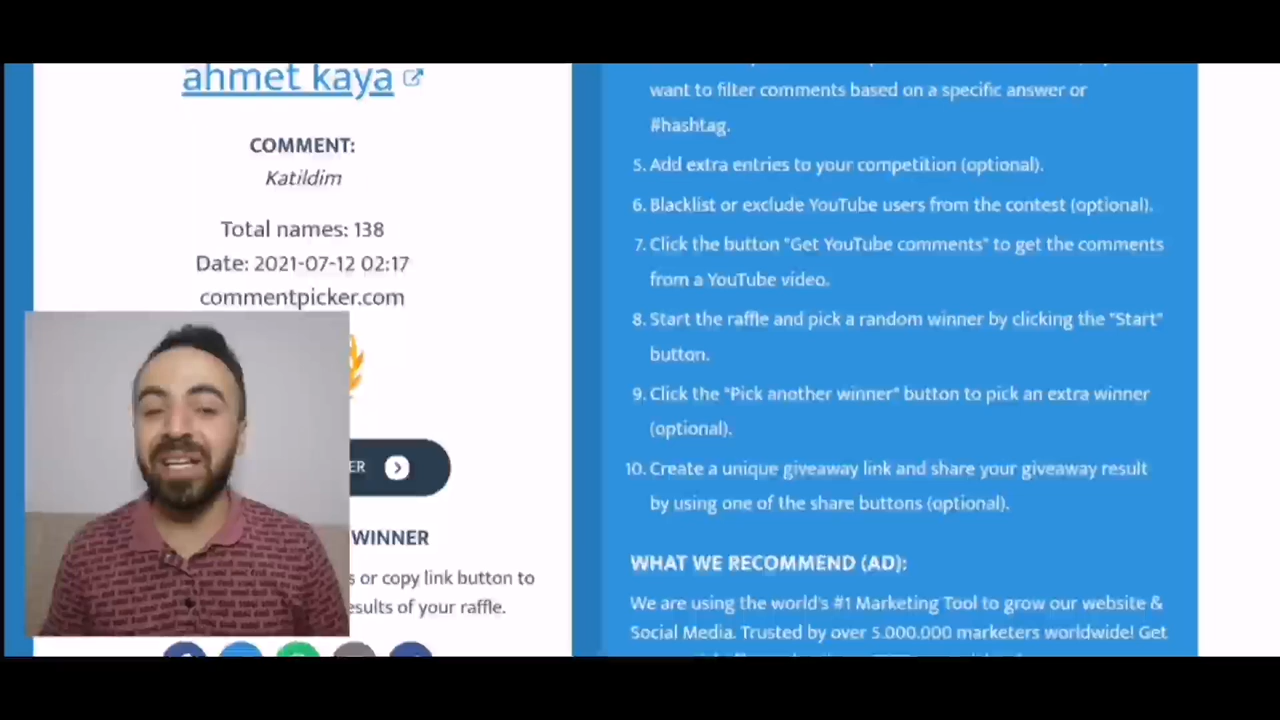 ahmet kaya
COMMENT:
Katildim
Total names: 138
Date: 2021-07-12 02:17
commentpicker.com
ER
WINNER
s or copy link button to
esults of your raffle.
want to filter comments based on a specific answer or
#hashtag.
5. Add extra entries to your competition (optional).
6. Blacklist or exclude YouTube users from the contest (optional).
7. Click the button "Get YouTube comments" to get the comments
from a YouTube video.
8. Start the raffle and pick a random winner by clicking the "Start"
button.
9. Click the "Pick another winner" button to pick an extra winner
(optional).
10. Create a unique giveaway link and share your giveaway result
by using one of the share buttons (optional).
WHAT WE RECOMMEND (AD):
We are using the world's #1 Marketing Tool to grow our website &
Social Media. Trusted by over 5.000.000 marketers worldwide! Get